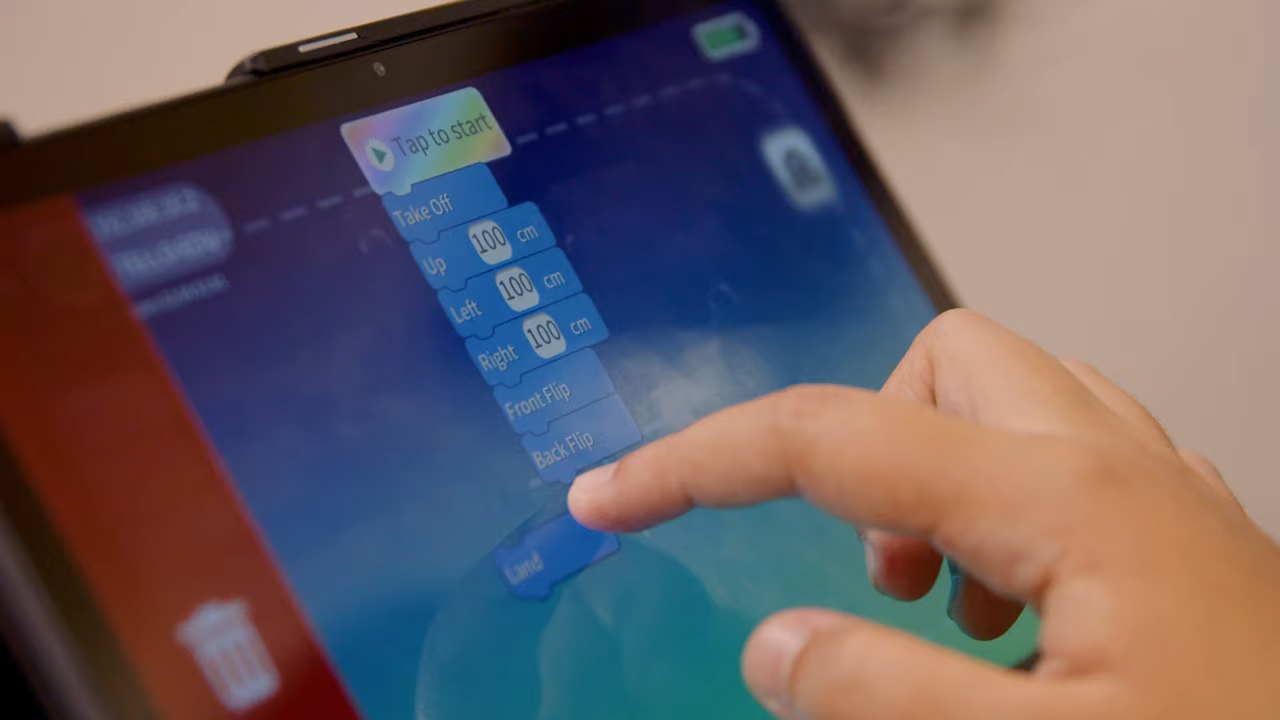 Tap to start
Take Off
Up 100 cm
Left 100 cm
Right 100 cm
Front Flip
Back Flip
Land